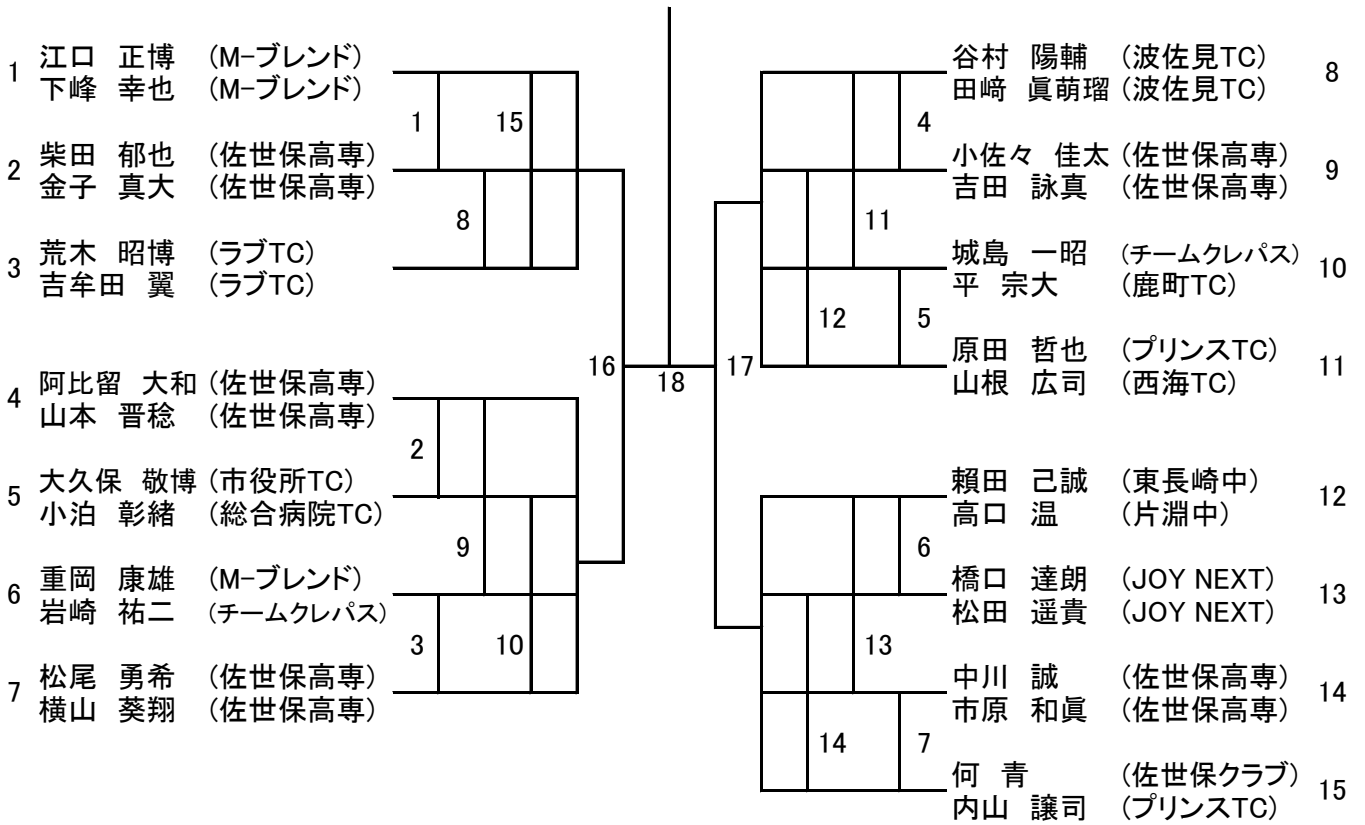 1 江口 正博 (M-ブレンド)
下峰 幸也 (M-ブレンド)
2 柴田 郁也 (佐世保高専)
金子 真大 (佐世保高専)
3 荒木 昭博 (ラブTC)
吉牟田 翼 (ラブTC)
4 阿比留 大和 (佐世保高専)
山本 晋稔 (佐世保高専)
5 大久保 敬博 (市役所TC)
小泊 彰緒 (総合病院TC)
6 重岡 康雄 (M-ブレンド)
岩崎 祐二 (チームクレパス)
7 松尾 勇希 (佐世保高専)
横山 葵翔 (佐世保高専)
1 15
8
2
9
3 10
16
18
17
4
11
12 5
6
13
14 7
谷村 陽輔 (波佐見TC) 8
田﨑 眞萌瑠 (波佐見TC)
小佐々 佳太 (佐世保高専) 9
吉田 詠真 (佐世保高専)
城島 一昭 (チームクレパス) 10
平 宗大 (鹿町TC)
原田 哲也 (プリンスTC) 11
山根 広司 (西海TC)
賴田 己誠 (東長崎中) 12
高口 温 (片淵中)
橋口 達朗 (JOY NEXT) 13
松田 遥貴 (JOY NEXT)
中川 誠 (佐世保高専) 14
市原 和眞 (佐世保高専)
何 青 (佐世保クラブ) 15
内山 譲司 (プリンスTC)